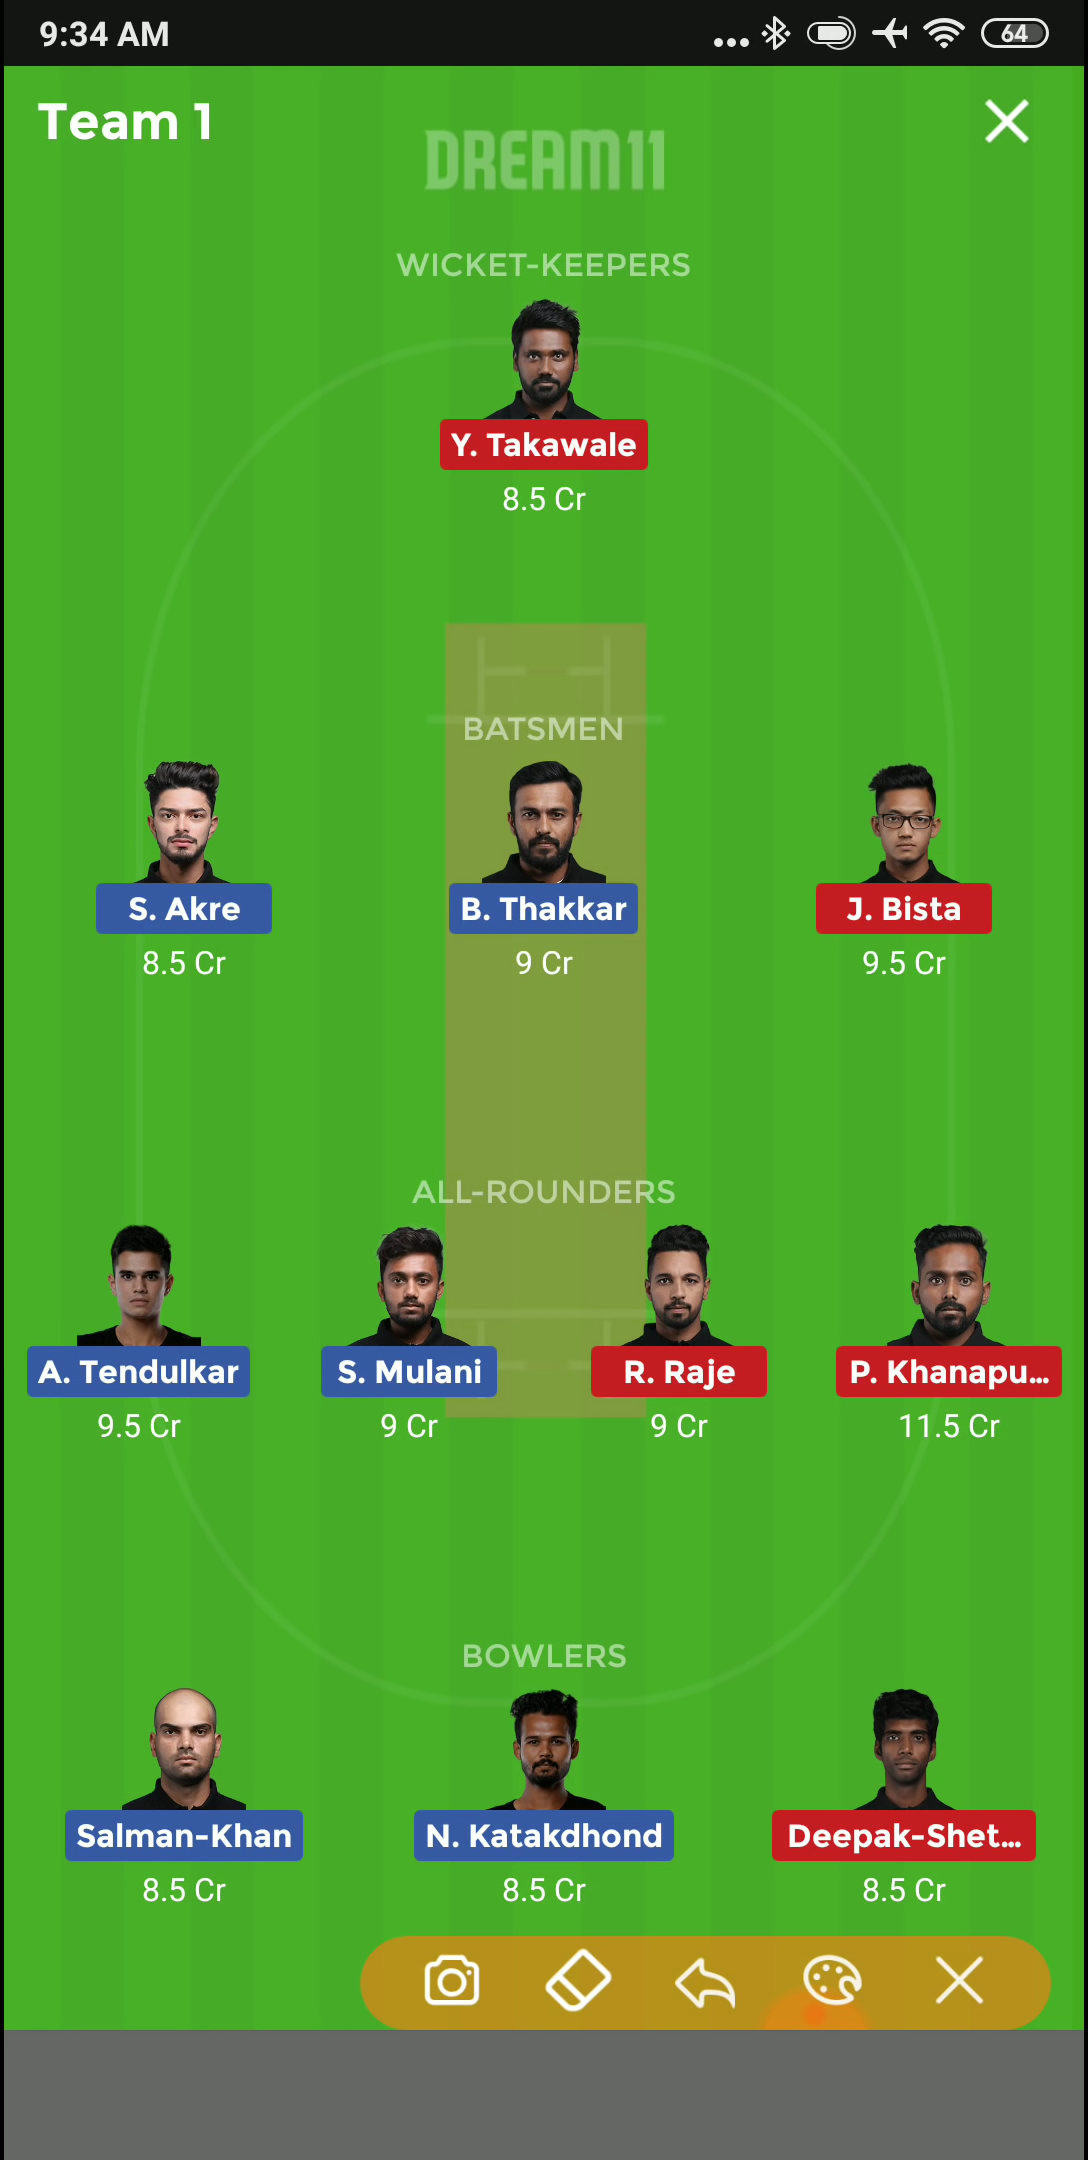 9:34 AM
64
Team 1
DREAM11
WICKET-KEEPERS
Y. Takawale
8.5 Cr
BATSMEN
S. Akre
B. Thakkar
J. Bista
8.5 Cr
9 Cr
9.5 Cr
ALL-ROUNDERS
A. Tendulkar
S. Mulani
R. Raje
P. Khanapu...
9.5 Cr
9 Cr
9 Cr
11.5 Cr
BOWLERS
Salman-Khan
N. Katakdhond
Deepak-Shet...
8.5 Cr
8.5 Cr
8.5 Cr